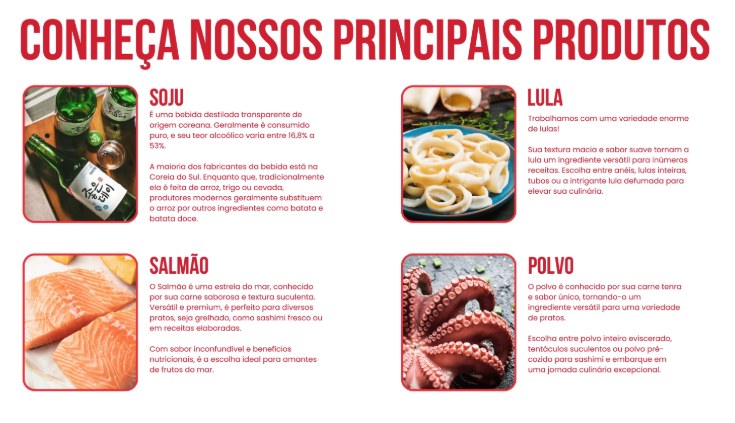 CONHEÇA NOSSOS PRINCIPAIS PRODUTOS
SOJU
É uma bebida destilada transparente de
origem coreana. Geralmente é consumido
puro, e seu teor alcoólico varia entre 16,8% a
53%.
A maioria dos fabricantes da bebida está na
Coreia do Sul. Enquanto que, tradicionalmente
ela é feita de arroz, trigo ou cevada,
produtores modernos geralmente substituem
o arroz por outros ingredientes como batata e
batata doce.
좋은
데이
LULA
Trabalhamos com uma variedade enorme
de lulas!
Sua textura macia e sabor suave tornam a
lula um ingrediente versátil para inúmeras
receitas. Escolha entre anéis, lulas inteiras,
tubos ou a intrigante lula defumada para
elevar sua culinária.
SALMÃO
O Salmão é uma estrela do mar, conhecido
por sua carne saborosa e textura suculenta.
Versátil e premium, é perfeito para diversos
pratos, seja grelhado, como sashimi fresco ou
em receitas elaboradas.
Com sabor inconfundível e benefícios
nutricionais, é a escolha ideal para amantes
de frutos do mar.
POLVO
O polvo é conhecido por sua carne tenra
e sabor único, tornando-o um
ingrediente versátil para uma variedade
de pratos.
Escolha entre polvo inteiro eviscerado,
tentáculos suculentos ou polvo pré-
cozido para sashimi e embarque em
uma jornada culinária excepcional.